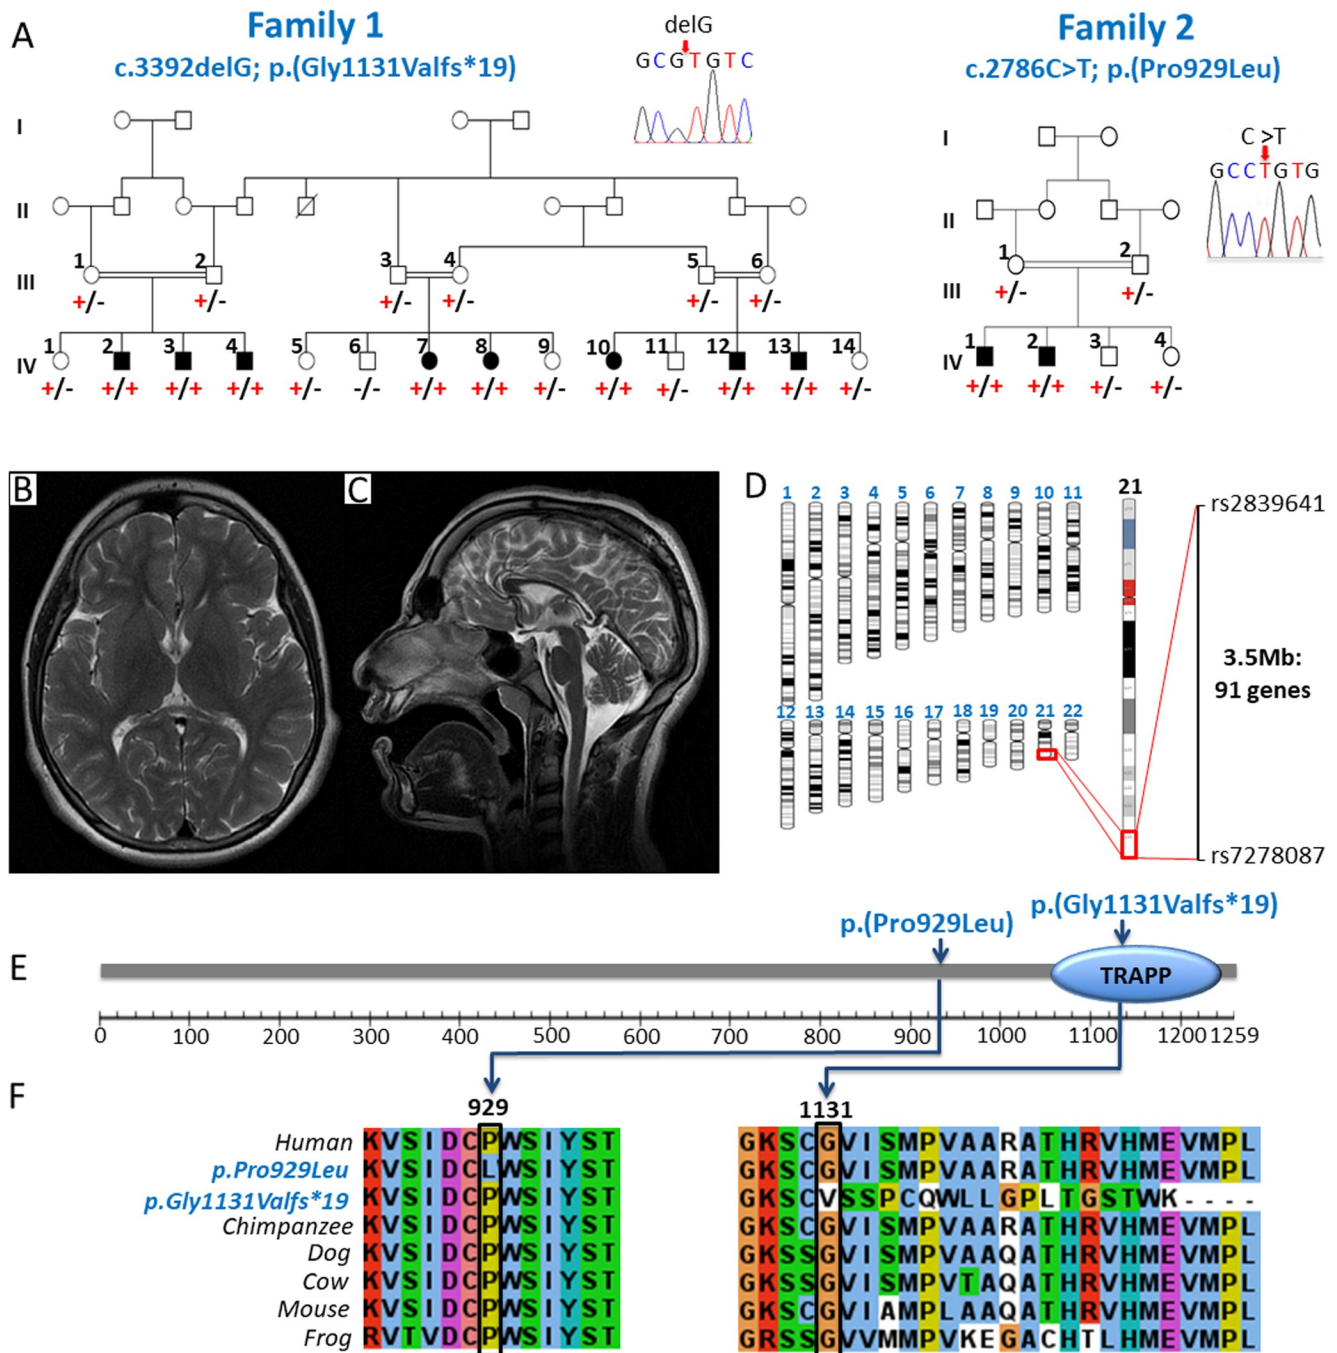 A
Family 1
c.3392delG; p.(Gly1131Valfs*19)
delG
G C G T G T C
Family 2
c.2786C>T; p.(Pro929Leu)
C >T
G C C T G T G
I
II
1 2 3 4 5 6
III
+/- +/- +/- +/- +/- +/-
1 2 3 4 5 6 7 8 9 10 11 12 13 14
IV
+/- +/+ +/+ +/+ +/- -/- +/+ +/+ +/- +/+ +/- +/+ +/+ +/-
I
II
1 2
III
+/- +/-
1 2 3 4
IV
+/+ +/+ +/- +/-
B
C
D
1 2 3 4 5 6 7 8 9 10 11
12 13 14 15 16 17 18 19 20 21 22
21
rs2839641
3.5Mb:
91 genes
rs7278087
p.(Pro929Leu)
p.(Gly1131Valfs*19)
E
TRAPP
0 100 200 300 400 500 600 700 800 900 1000 1100 1200 1259
F
929 1131
Human KVSIDCPWSIYST GKSCGVISMPVAARATHRVHMEVMPL
p.Pro929Leu KVSIDCLWSIYST GKSCGVISMPVAARATHRVHMEVMPL
p.Gly1131Valfs*19 KVSIDCPWSIYST GKSCVSSPCQWLLGPLTGSTWK----
Chimpanzee KVSIDCPWSIYST GKSCGVISMPVAARATHRVHMEVMPL
Dog KVSIDCPWSIYST GKSSGVISMPVAAQATHRVHMEVMPL
Cow KVSIDCPWSIYST GKSSGVISMPVTAQATHRVHMEVMPL
Mouse KVSIDCPWSIYST GKSCGVIAMPLAAQATHRVHMEVMPL
Frog RVTVDCPWSIYST GRSSGVVMMPVKEGACHTLHMEVMPL